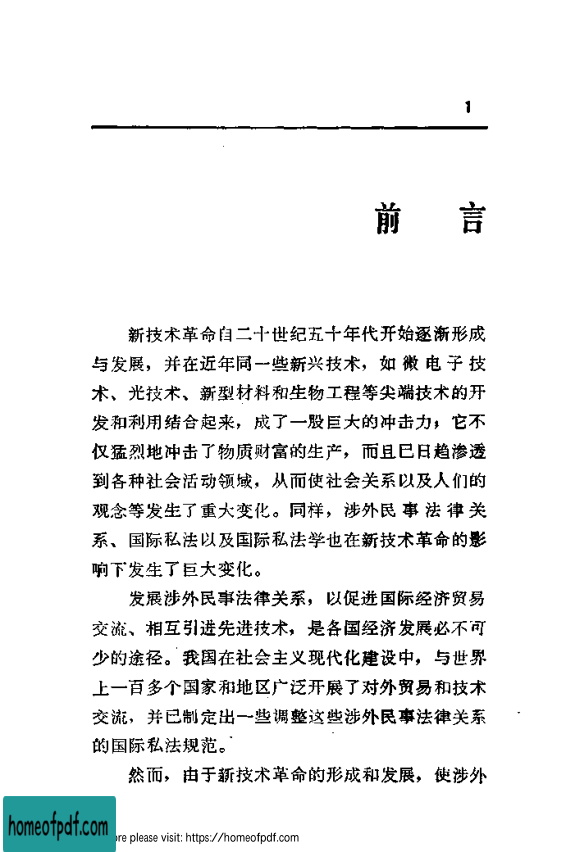 1
前 言
新技术革命自二十世纪五十年代开始逐渐形成
与发展，并在近年同一些新兴技术，如微电子技
术、光技术、新型材料和生物工程等尖端技术的开
发和利用结合起来，成了一股巨大的冲击力，它不
仅猛烈地冲击了物质财富的生产，而且已日趋渗透
到各种社会活动领域，从而使社会关系以及人们的
观念等发生了重大变化。同样，涉外民事法律关
系、国际私法以及国际私法学也在新技术革命的影
响下发生了巨大变化。
发展涉外民事法律关系，以促进国际经济贸易
交流、相互引进先进技术，是各国经济发展必不可
少的途径。我国在社会主义现代化建设中，与世界
上一百多个国家和地区广泛开展了对外贸易和技术
交流，并已制定出一些调整这些涉外民事法律关系
的国际私法规范。
然而，由于新技术革命的形成和发展，使涉外
homeofpdf.com
please visit: https://homeofpdf.com